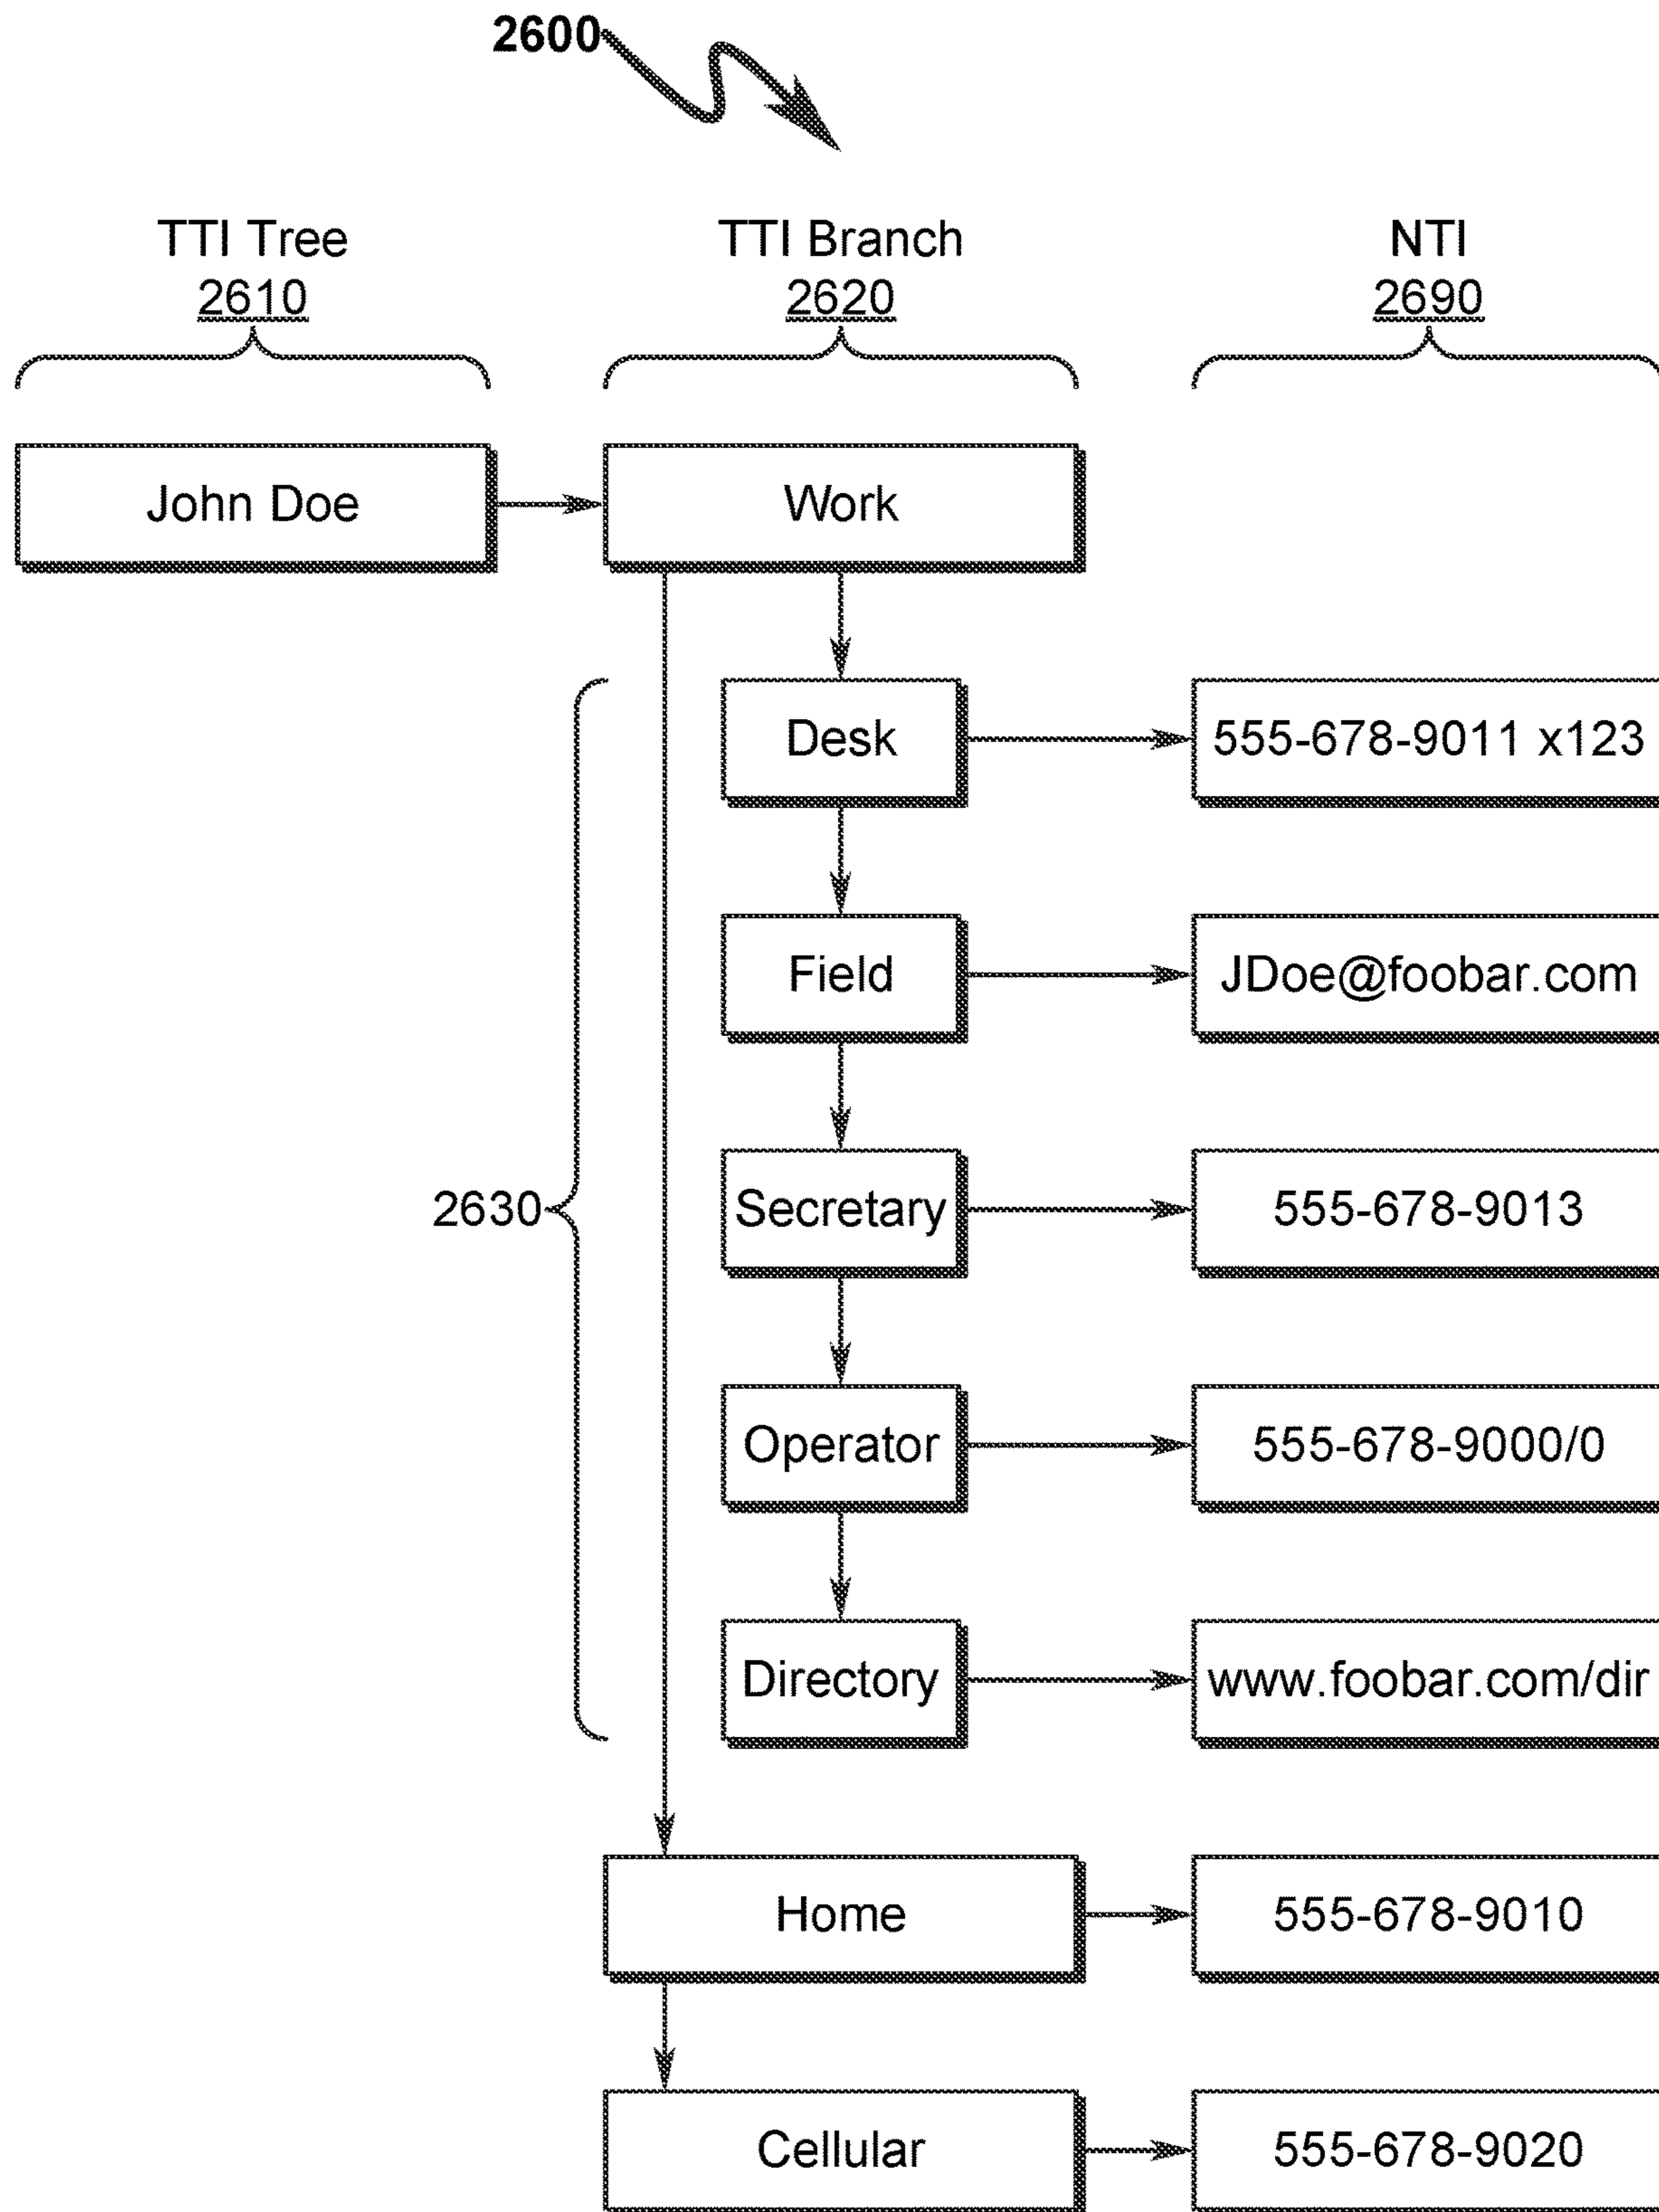 2600
TTI Tree
TTI Branch
NTI
2610
2620
2690
John Doe
Work
Desk
555-678-9011 x123
Field
JDoe@foobar.com
2630
Secretary
555-678-9013
Operator
555-678-9000/0
Directory
www.foobar.com/dir
Home
555-678-9010
Cellular
555-678-9020